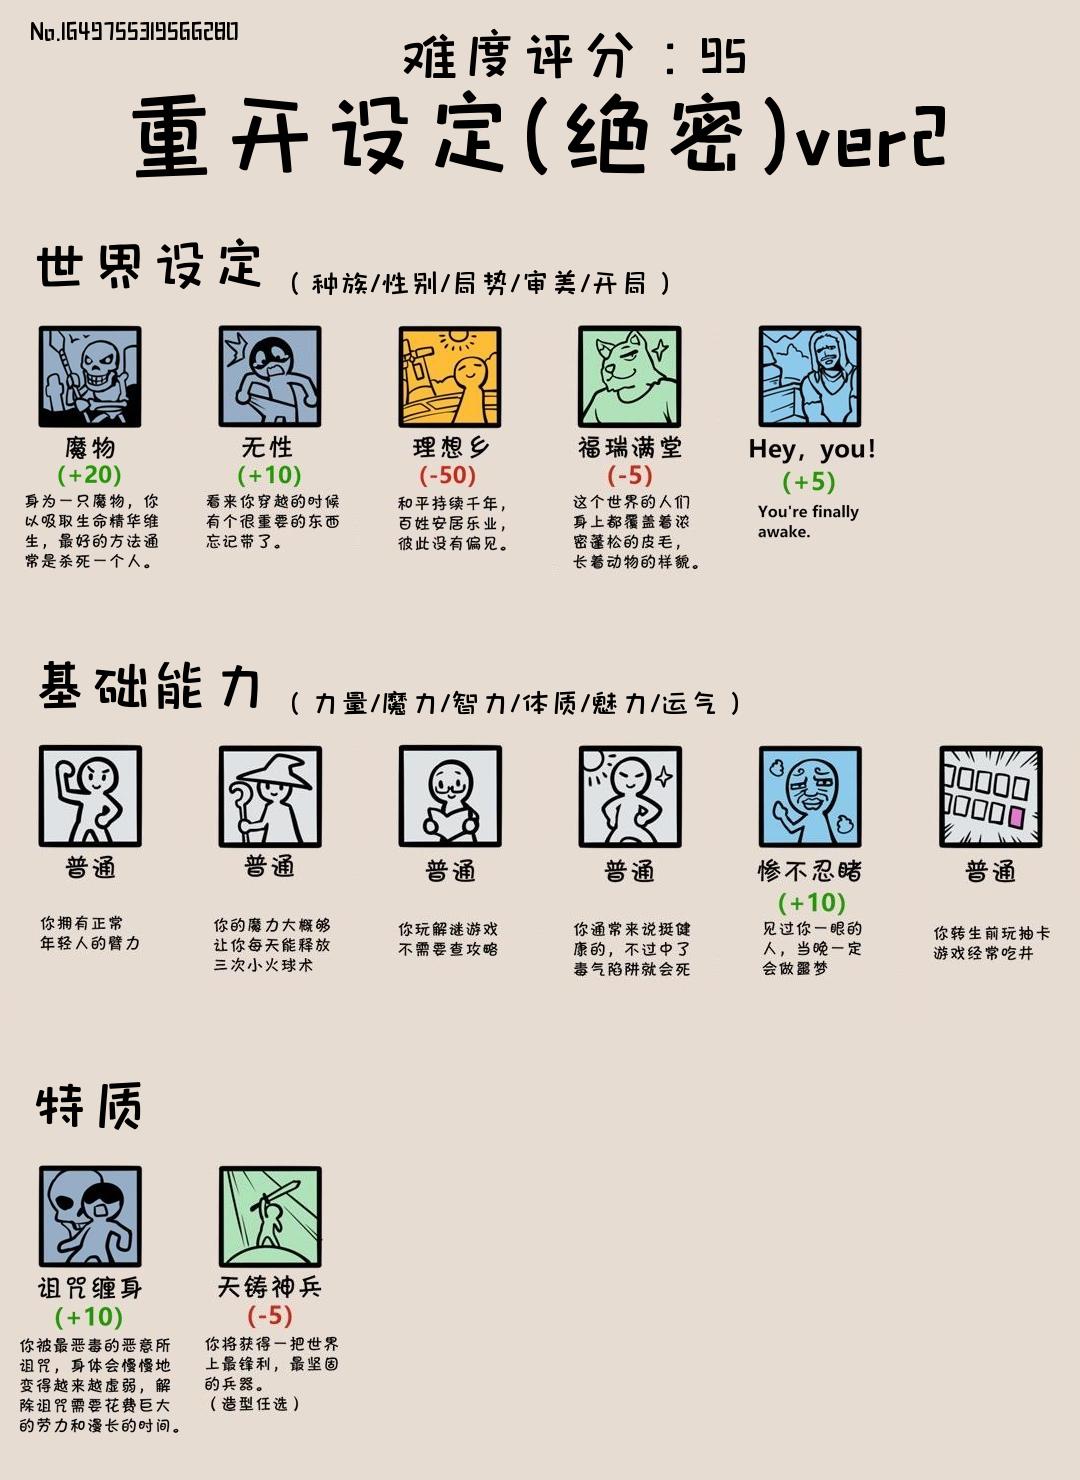 No.1649755319566280
难度评分：95
重开设定(绝密)ver2
世界设定（种族/性别/局势/审美/开局）
魔物
(+20)
身为一只魔物，你
以吸取生命精华维
生，最好的方法通
常是杀死一个人。
无性
(+10)
看来你穿越的时候
有个很重要的东西
忘记带了。
理想乡
(-50)
和平持续千年，
百姓安居乐业，
彼此没有偏见。
福瑞满堂
(-5)
这个世界的人们
身上都覆盖着浓
密蓬松的皮毛，
长着动物的样貌。
Hey, you!
(+5)
You're finally
awake.
基础能力（力量/魔力/智力/体质/魅力/运气）
普通
你拥有正常
年轻人的臂力
普通
你的魔力大概够
让你每天能释放
三次小火球术
普通
你玩解谜游戏
不需要查攻略
普通
你通常来说挺健
康的，不过中了
毒气陷阱就会死
惨不忍睹
(+10)
见过你一眼的
人，当晚一定
会做噩梦
普通
你转生前玩抽卡
游戏经常吃井
特质
诅咒缠身
(+10)
你被最恶毒的恶意所
诅咒，身体会慢慢地
变得越来越虚弱，解
除诅咒需要花费巨大
的劳力和漫长的时间。
天铸神兵
(-5)
你将获得一把世界
上最锋利，最坚固
的兵器。
（造型任选）